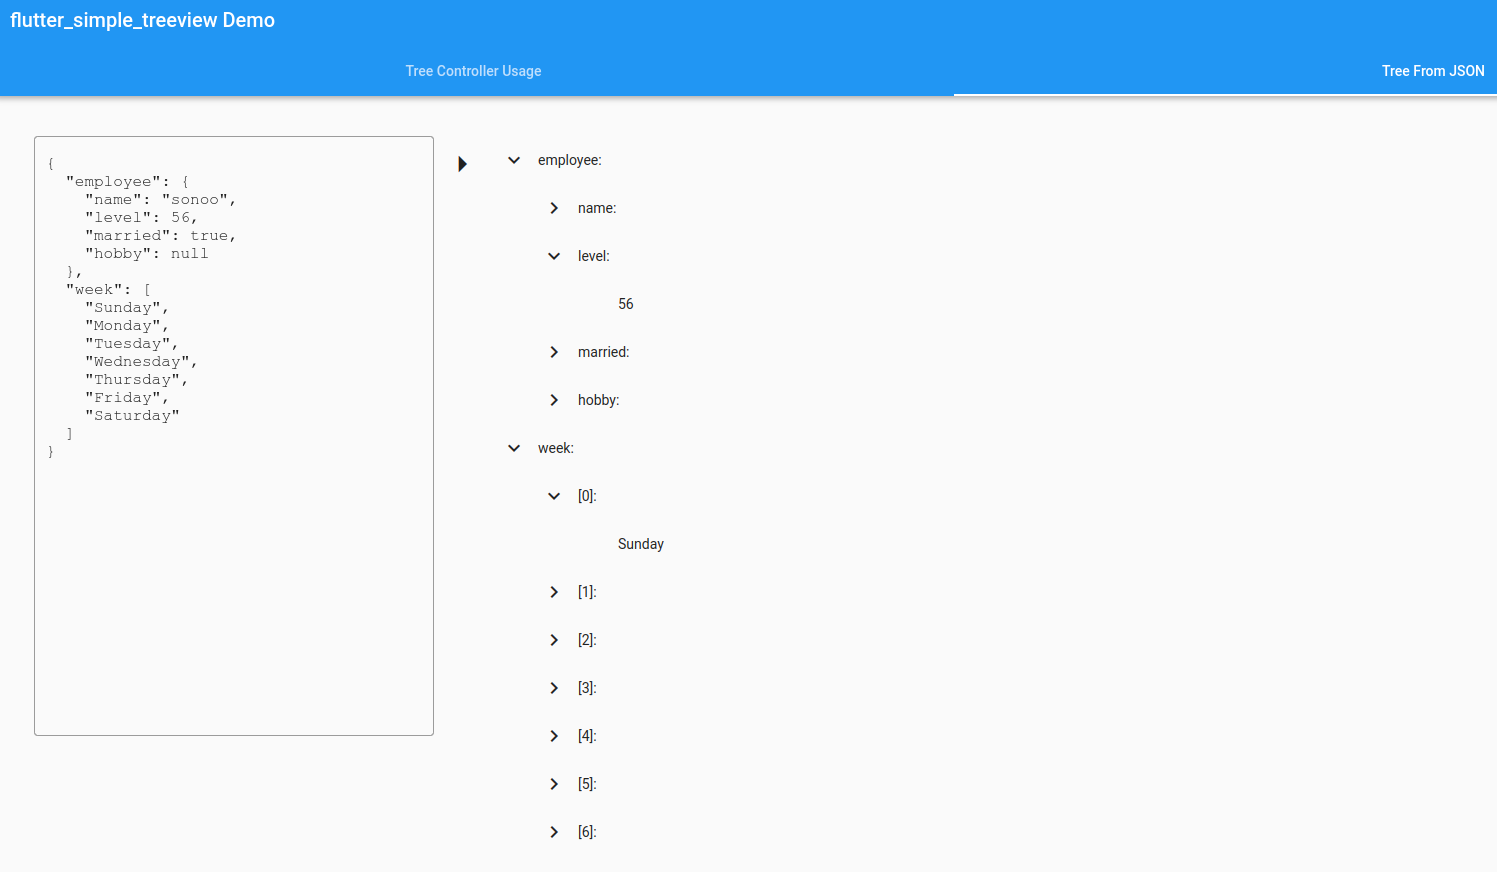 flutter_simple_treeview Demo
Tree Controller Usage
Tree From JSON
{
  "employee": {
    "name": "sonoo",
    "level": 56,
    "married": true,
    "hobby": null
  },
  "week": [
    "Sunday",
    "Monday",
    "Tuesday",
    "Wednesday",
    "Thursday",
    "Friday",
    "Saturday"
  ]
}
employee:
name:
level:
56
married:
hobby:
week:
[0]:
Sunday
[1]:
[2]:
[3]:
[4]:
[5]:
[6]: